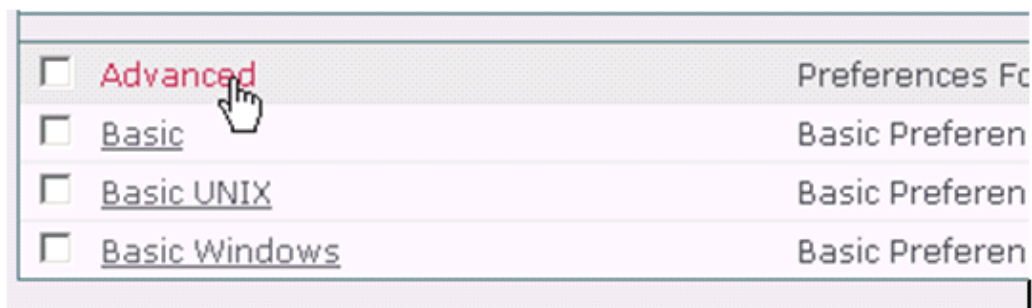 Advanced Preferences Fo
Basic Basic Preferen
Basic UNIX Basic Preferen
Basic Windows Basic Preferen